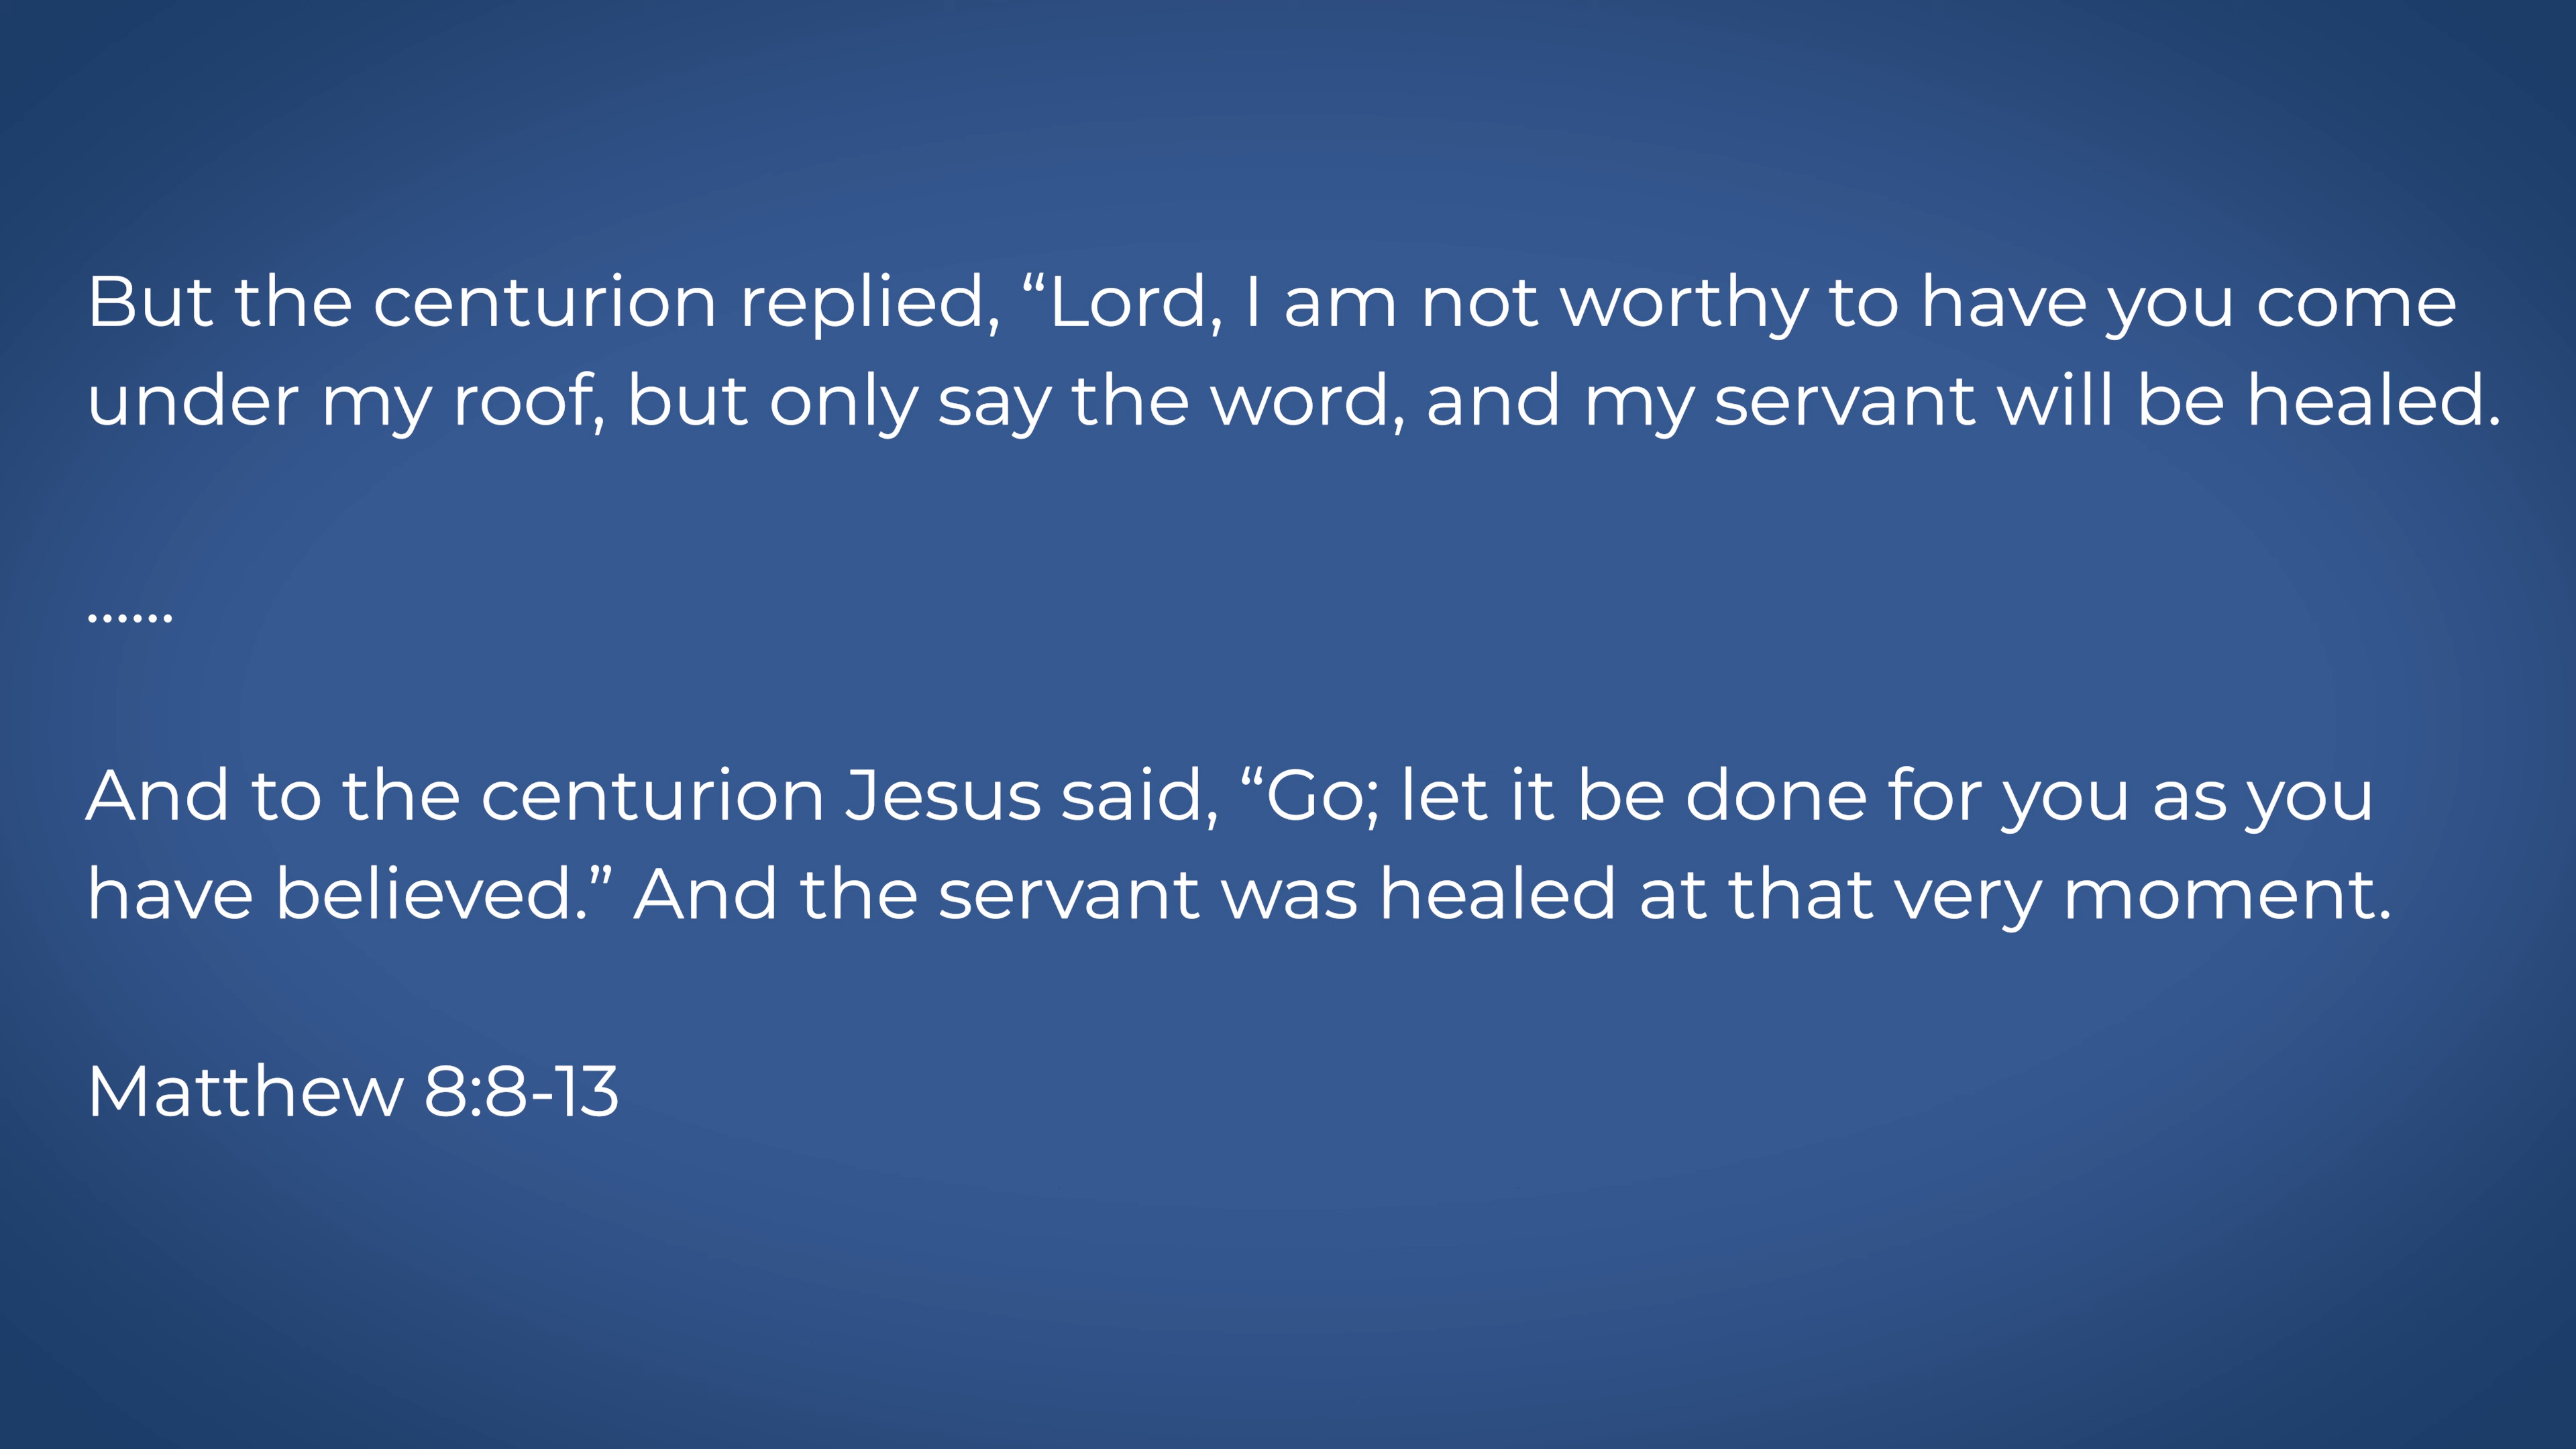 But the centurion replied, “Lord, I am not worthy to have you come
under my roof, but only say the word, and my servant will be healed.
......
And to the centurion Jesus said, “Go; let it be done for you as you
have believed.” And the servant was healed at that very moment.
Matthew 8:8-13